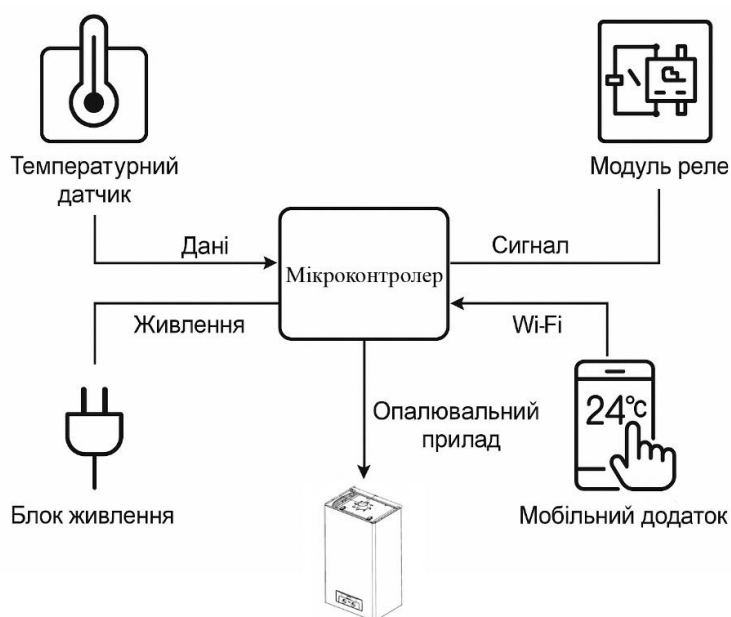 Температурний
датчик
Модуль реле
Дані
Сигнал
Мікроконтролер
Живлення
Wi-Fi
24°C
Опалювальний
прилад
Блок живлення
Мобільний додаток